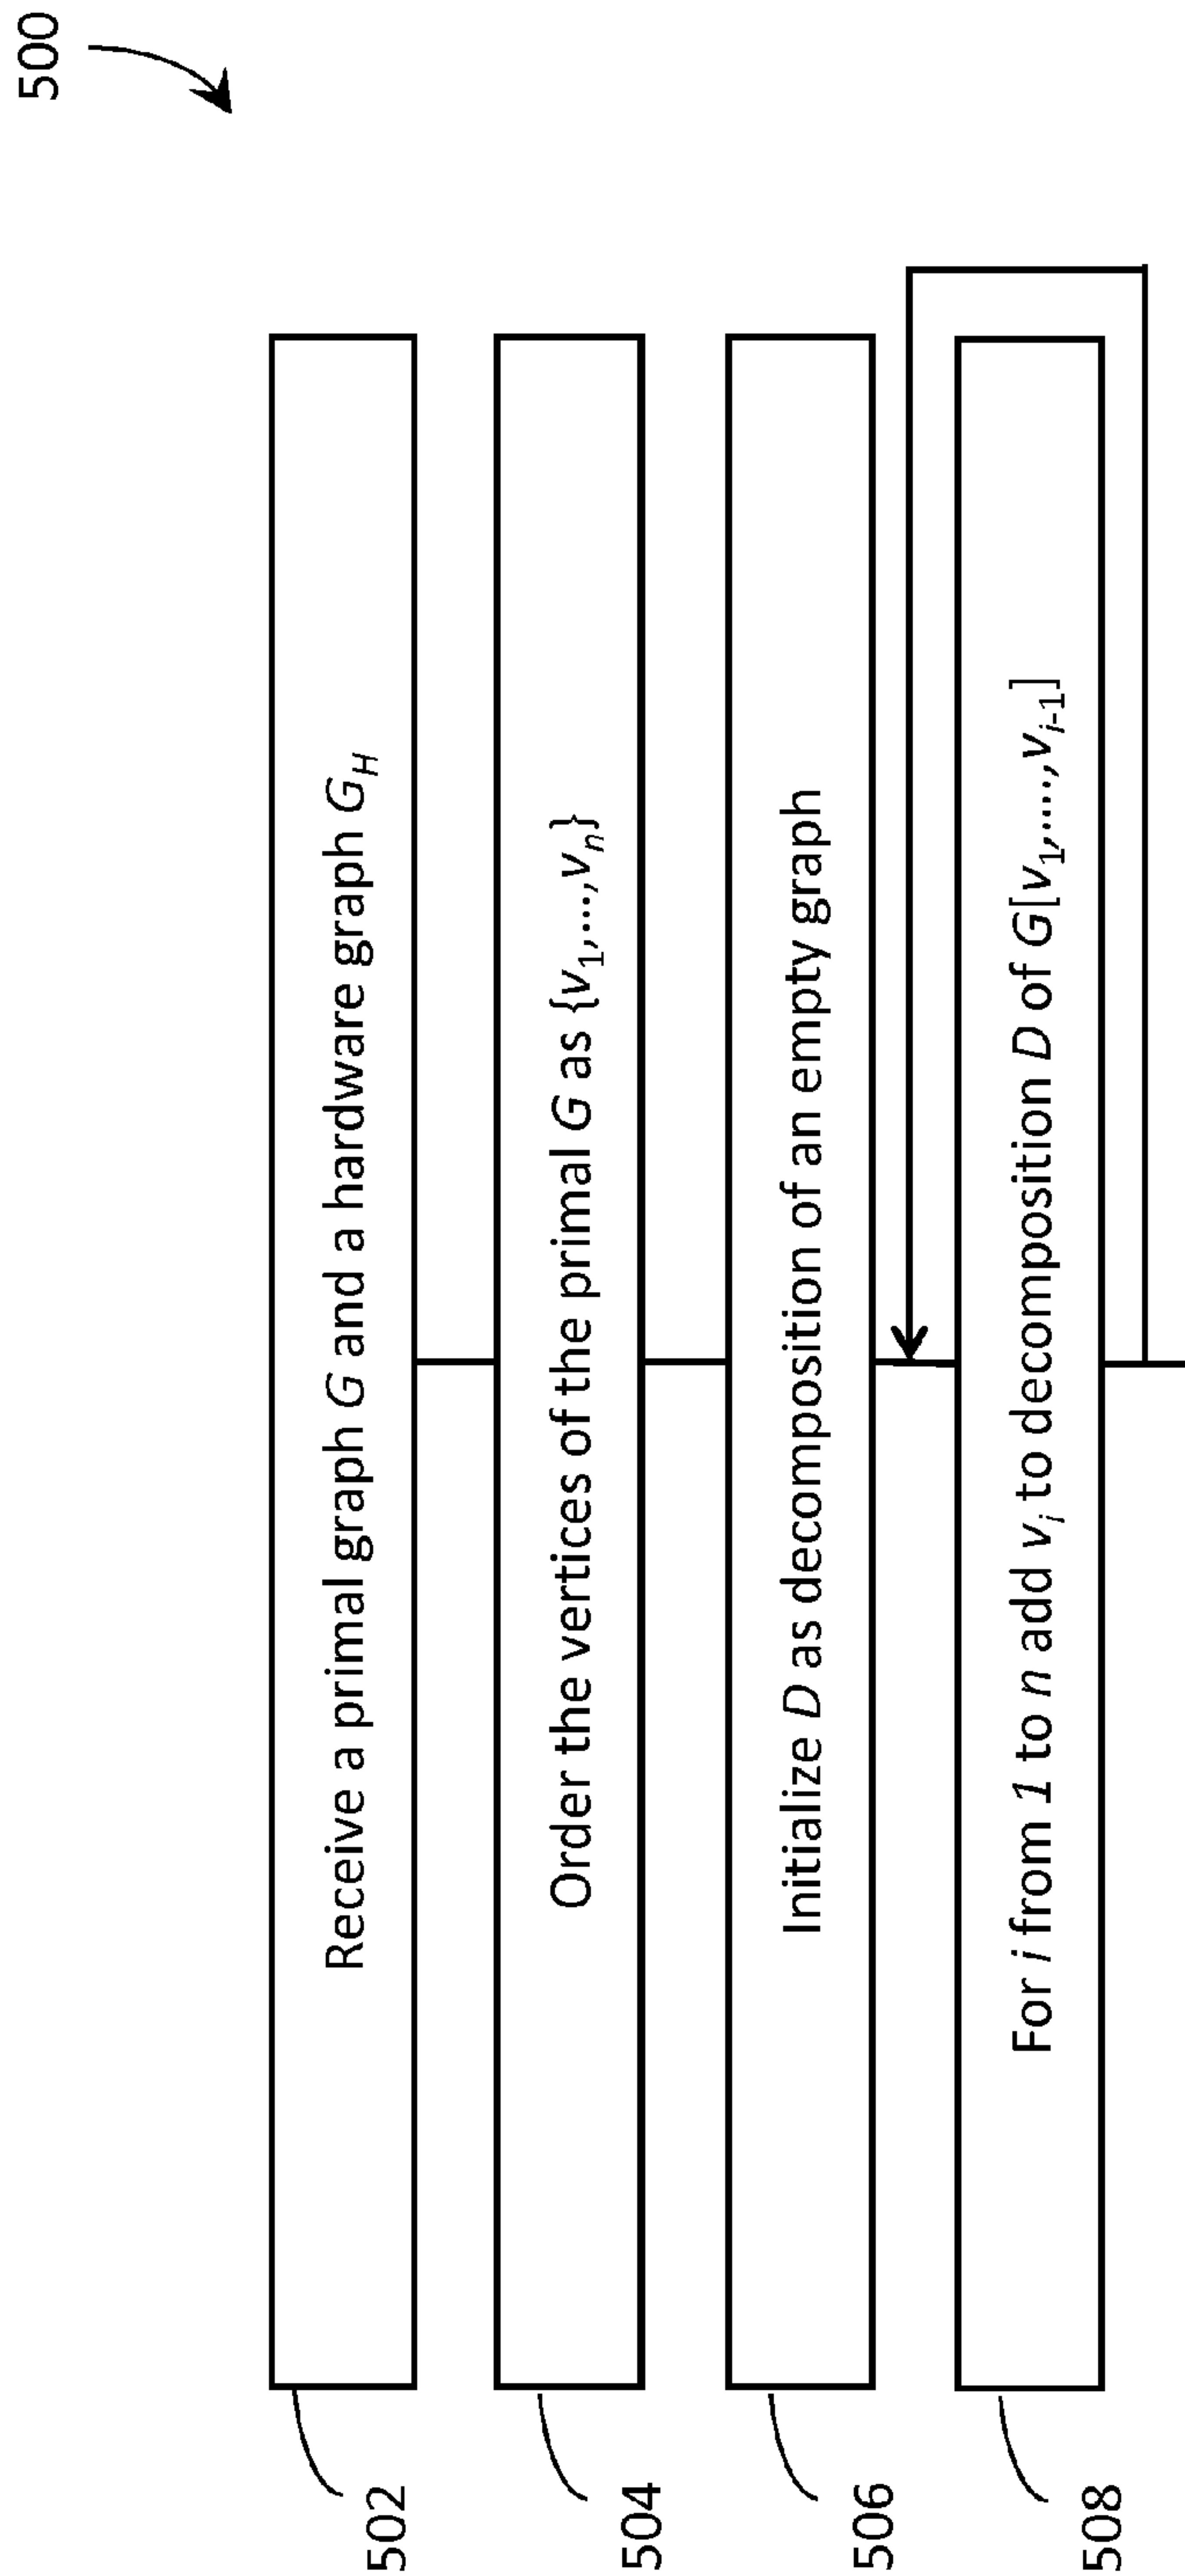 500
502
Receive a primal graph G and a hardware graph G_H
504
Order the vertices of the primal G as {v_1,...,v_n}
506
Initialize D as decomposition of an empty graph
508
For i from 1 to n add v_i to decomposition D of G[v_1,....,v_{i-1}]